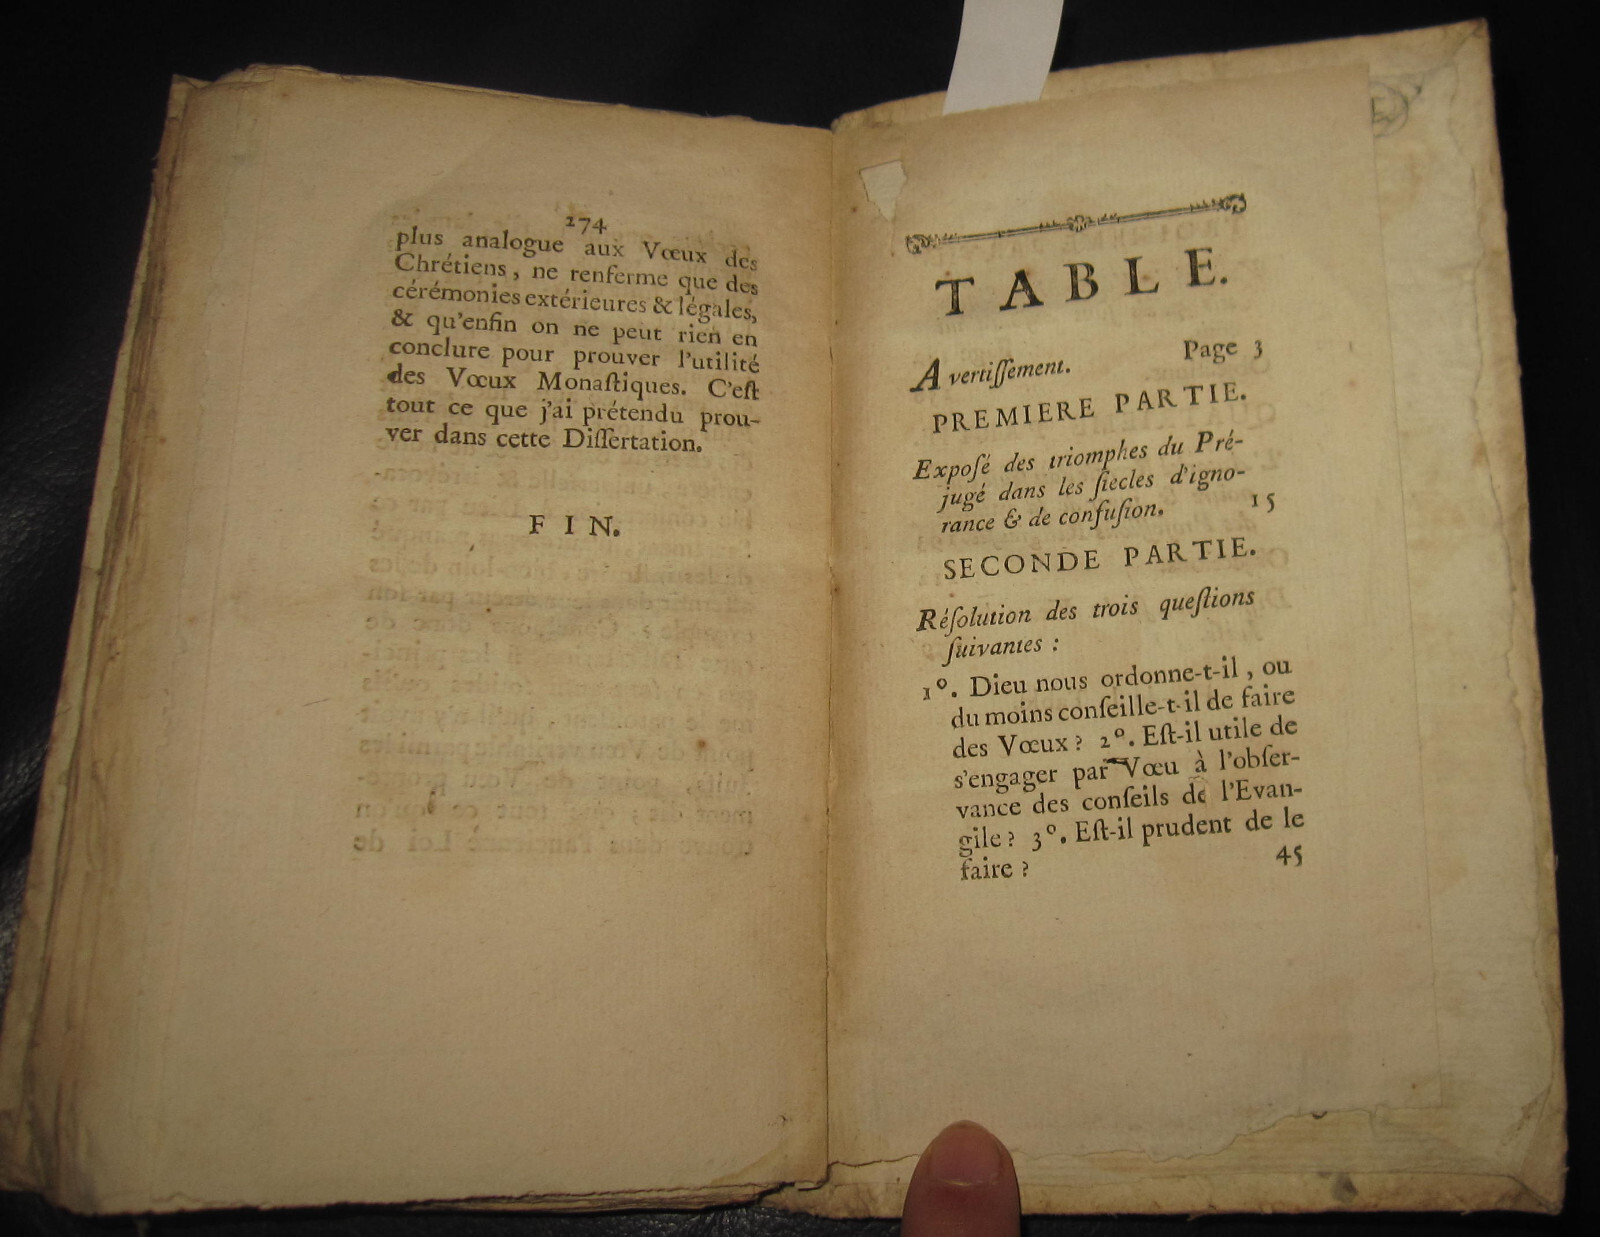 274
plus analogue aux Vœux des
Chrétiens, ne renferme que des
cérémonies extérieures & légales,
& qu'enfin on ne peut rien en
conclure pour prouver l'utilité
des Vœux Monaſtiques. C'eſt
tout ce que j'ai prétendu prou-
ver dans cette Diſſertation.
FIN.
TABLE.
Avertiſſement. Page 3
PREMIERE PARTIE.
Expoſé des triomphes du Pré-
jugé dans les ſiecles d'igno-
rance & de confuſion. 15
SECONDE PARTIE.
Réſolution des trois queſtions
ſuivantes :
1°. Dieu nous ordonne-t-il, ou
du moins conſeille-t-il de faire
des Vœux ? 2°. Eſt-il utile de
s'engager par Vœu à l'obſer-
vance des conſeils de l'Evan-
gile ? 3°. Eſt-il prudent de le
faire ? 45